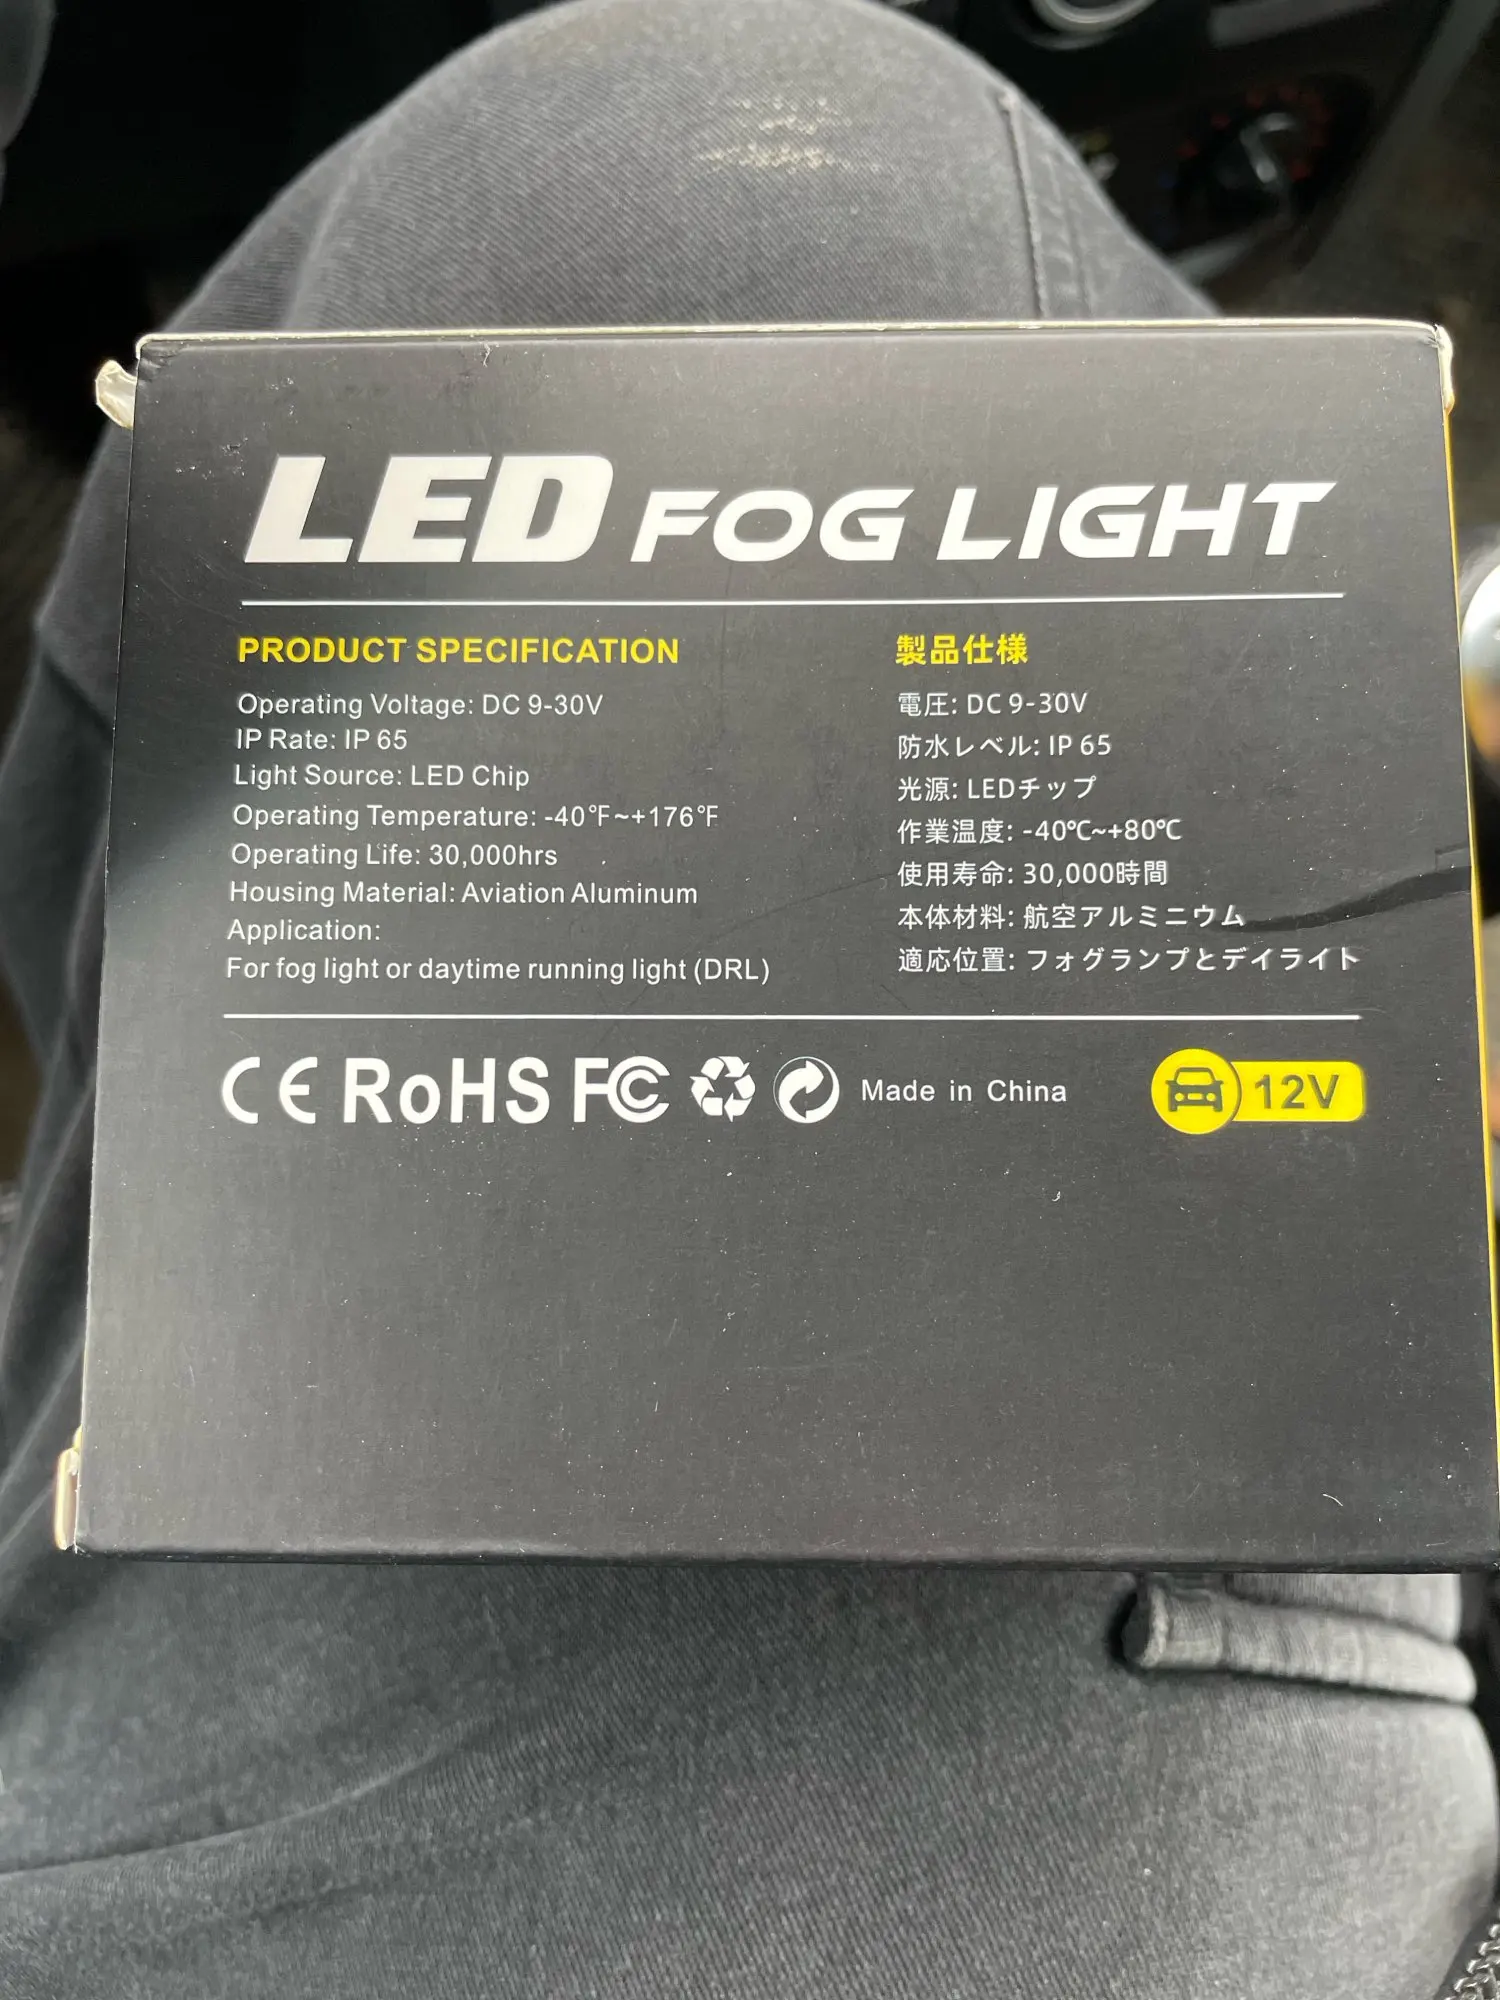 LED FOG LIGHT
PRODUCT SPECIFICATION
Operating Voltage: DC 9-30V
IP Rate: IP 65
Light Source: LED Chip
Operating Temperature: -40℉~+176℉
Operating Life: 30,000hrs
Housing Material: Aviation Aluminum
Application:
For fog light or daytime running light (DRL)
製品仕様
電圧: DC 9-30V
防水レベル: IP 65
光源: LEDチップ
作業温度: -40℃~+80℃
使用寿命: 30,000時間
本体材料: 航空アルミニウム
適応位置: フォグランプとデイライト
CE RoHS FC Made in China 12V